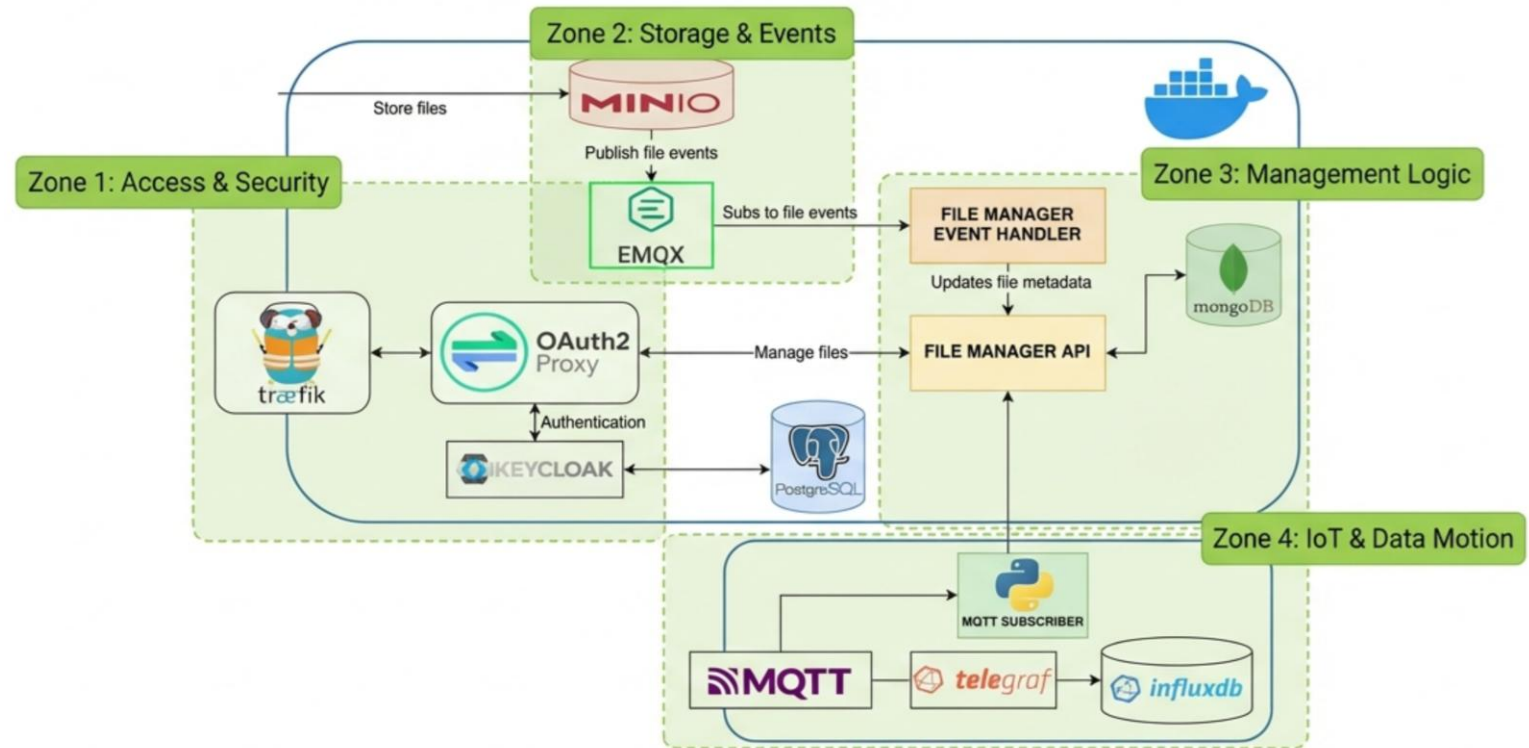 Zone 2: Storage & Events
Store files
MINIO
Publish file events
Zone 1: Access & Security
Zone 3: Management Logic
EMQX
Subs to file events
FILE MANAGER
EVENT HANDLER
Updates file metadata
mongoDB
træfik
OAuth2
Proxy
Manage files
FILE MANAGER API
Authentication
KEYCLOAK
PostgreSQL
Zone 4: IoT & Data Motion
MQTT SUBSCRIBER
MQTT
telegraf
influxdb